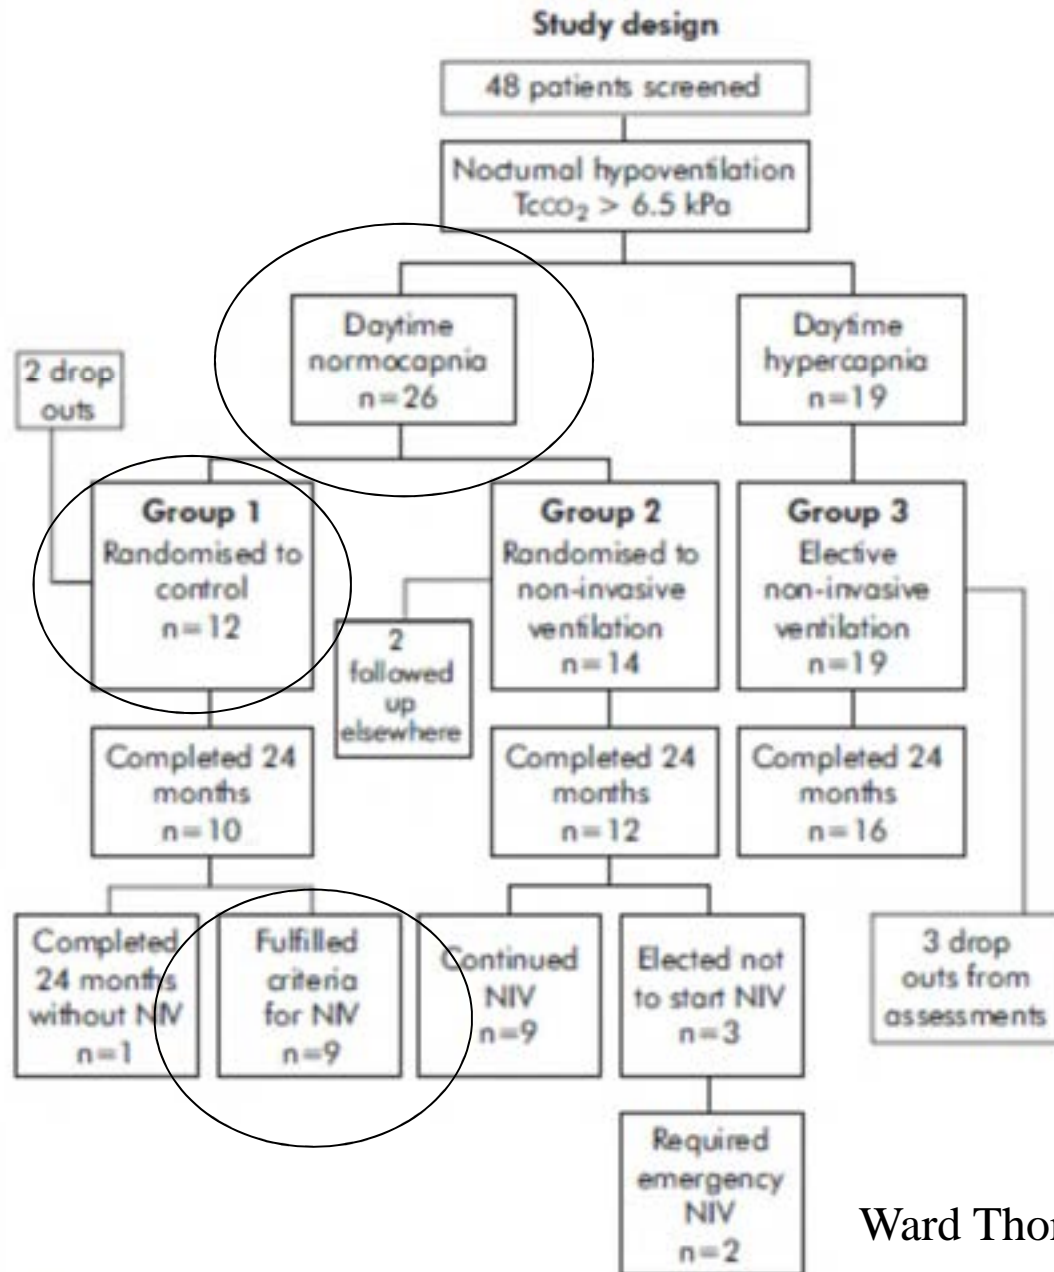 Study design
48 patients screened
Nocturnal hypoventilation
TcCO₂ > 6.5 kPa
Daytime
normocapnia
n=26
Daytime
hypercapnia
n=19
2 drop
outs
Group 1
Randomised to
control
n=12
Group 2
Randomised to
non-invasive
ventilation
n=14
Group 3
Elective
non-invasive
ventilation
n=19
2
followed
up
elsewhere
Completed 24
months
n=10
Completed 24
months
n=12
Completed 24
months
n=16
Completed
24 months
without NIV
n=1
Fulfilled
criteria
for NIV
n=9
Continued
NIV
n=9
Elected not
to start NIV
n=3
3 drop
outs from
assessments
Required
emergency
NIV
n=2
Ward